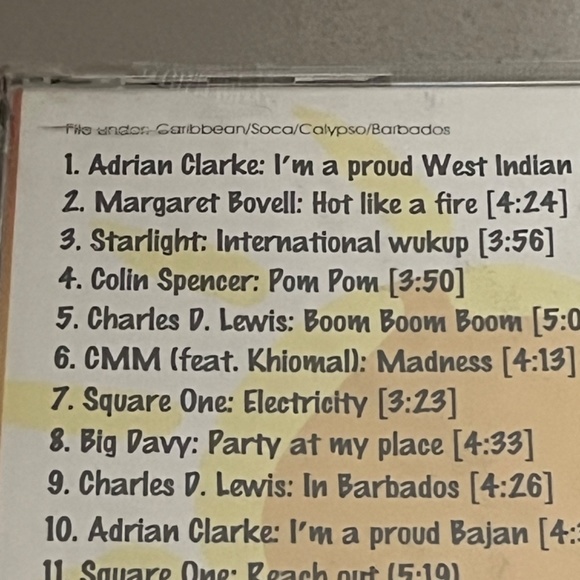 File under: Caribbean/Soca/Calypso/Barbados
1. Adrian Clarke: I'm a proud West Indian
2. Margaret Bovell: Hot like a fire [4:24]
3. Starlight: International wukup [3:56]
4. Colin Spencer: Pom Pom [3:50]
5. Charles D. Lewis: Boom Boom Boom [5:0
6. CMM (feat. Khiomal): Madness [4:13]
7. Square One: Electricity [3:23]
8. Big Davy: Party at my place [4:33]
9. Charles D. Lewis: In Barbados [4:26]
10. Adrian Clarke: I'm a proud Bajan [4:
11. Square One: Reach out (5:19)